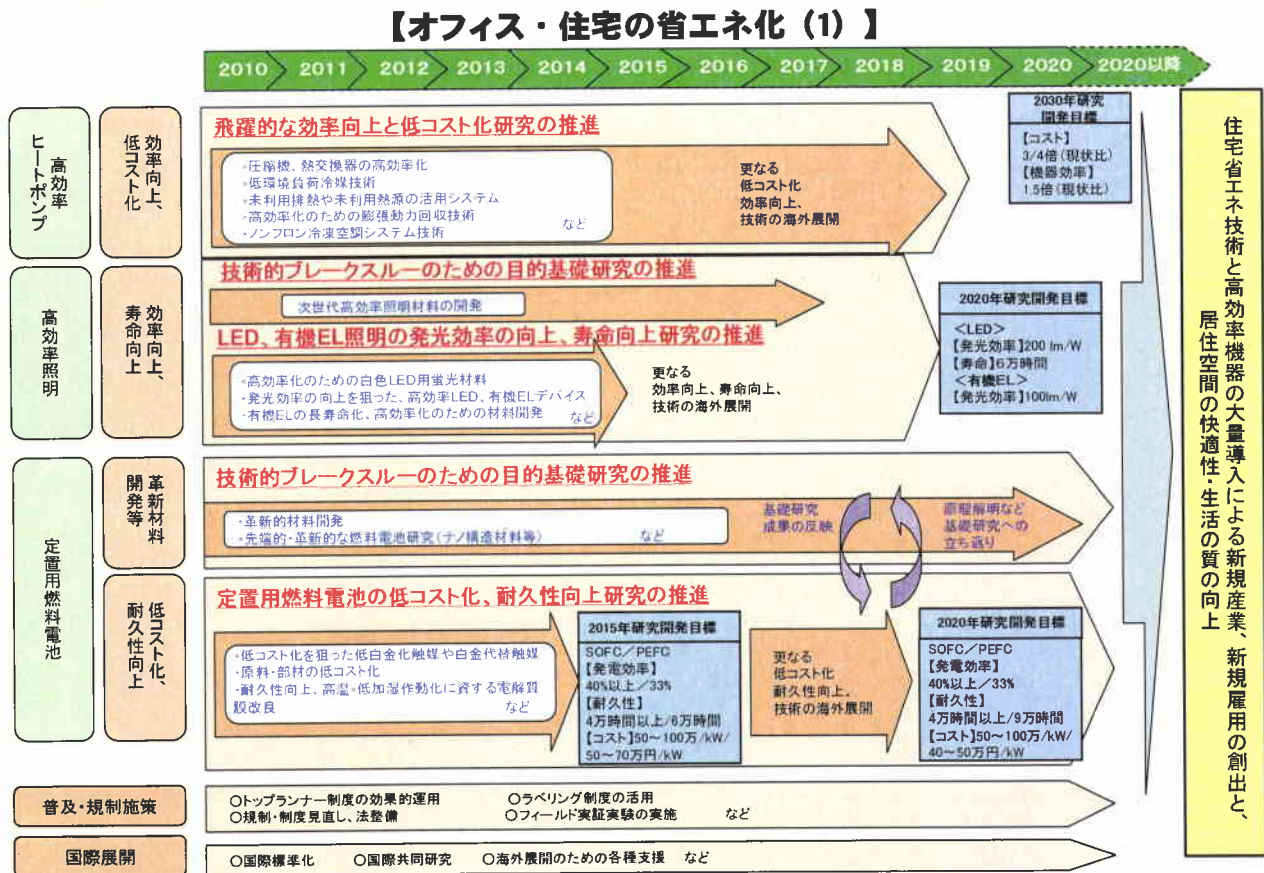 【オフィス・住宅の省エネ化（1）】
2010 2011 2012 2013 2014 2015 2016 2017 2018 2019 2020 2020以降
高効率
ヒートポンプ
効率向上、
低コスト化
飛躍的な効率向上と低コスト化研究の推進
・圧縮機、熱交換器の高効率化
・低環境負荷冷媒技術
・未利用排熱や未利用熱源の活用システム
・高効率化のための膨張動力回収技術
・ノンフロン冷凍空調システム技術 など
更なる
低コスト化
効率向上、
技術の海外展開
2030年研究
開発目標
【コスト】
3/4倍(現状比)
【機器効率】
1.5倍(現状比)
高効率照明
効率向上、
寿命向上
技術的ブレークスルーのための目的基礎研究の推進
次世代高効率照明材料の開発
LED、有機EL照明の発光効率の向上、寿命向上研究の推進
・高効率化のための白色LED用蛍光材料
・発光効率の向上を狙った、高効率LED、有機ELデバイス
・有機ELの長寿命化、高効率化のための材料開発 など
更なる
効率向上、寿命向上、
技術の海外展開
2020年研究開発目標
＜LED＞
【発光効率】200 lm/W
【寿命】6万時間
＜有機EL＞
【発光効率】100lm/W
定置用燃料電池
革新材料
開発等
技術的ブレークスルーのための目的基礎研究の推進
・革新的材料開発
・先端的・革新的な燃料電池研究(ナノ構造材料等) など
基礎研究
成果の反映
原理解明など
基礎研究への
立ち返り
低コスト化、
耐久性向上
定置用燃料電池の低コスト化、耐久性向上研究の推進
・低コスト化を狙った低白金化触媒や白金代替触媒
・原料・部材の低コスト化
・耐久性向上、高温・低加湿作動化に資する電解質
膜改良 など
2015年研究開発目標
SOFC／PEFC
【発電効率】
40%以上／33%
【耐久性】
4万時間以上/6万時間
【コスト】50～100万/kW/
50～70万円/kW
更なる
低コスト化
耐久性向上、
技術の海外展開
2020年研究開発目標
SOFC／PEFC
【発電効率】
40%以上／33%
【耐久性】
4万時間以上/9万時間
【コスト】50～100万/kW/
40～50万円/kW
普及・規制施策
○トップランナー制度の効果的運用 ○ラベリング制度の活用
○規制・制度見直し、法整備 ○フィールド実証実験の実施 など
国際展開
○国際標準化 ○国際共同研究 ○海外展開のための各種支援 など
住宅省エネ技術と高効率機器の大量導入による新規産業、新規雇用の創出と、
居住空間の快適性・生活の質の向上